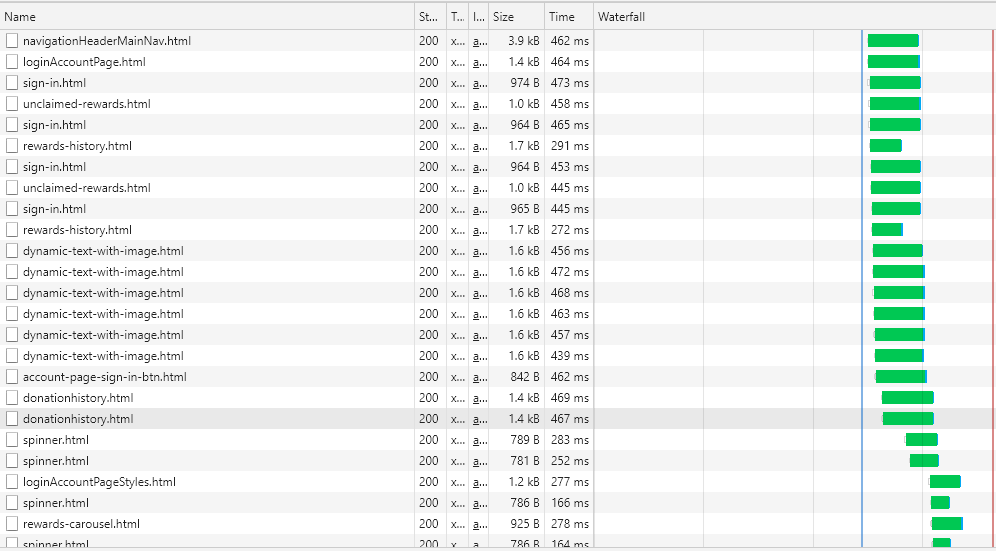 Name St... T... I... Size Time Waterfall
navigationHeaderMainNav.html 200 x... a... 3.9 kB 462 ms
loginAccountPage.html 200 x... a... 1.4 kB 464 ms
sign-in.html 200 x... a... 974 B 473 ms
unclaimed-rewards.html 200 x... a... 1.0 kB 458 ms
sign-in.html 200 x... a... 964 B 465 ms
rewards-history.html 200 x... a... 1.7 kB 291 ms
sign-in.html 200 x... a... 964 B 453 ms
unclaimed-rewards.html 200 x... a... 1.0 kB 445 ms
sign-in.html 200 x... a... 965 B 445 ms
rewards-history.html 200 x... a... 1.7 kB 272 ms
dynamic-text-with-image.html 200 x... a... 1.6 kB 456 ms
dynamic-text-with-image.html 200 x... a... 1.6 kB 472 ms
dynamic-text-with-image.html 200 x... a... 1.6 kB 468 ms
dynamic-text-with-image.html 200 x... a... 1.6 kB 463 ms
dynamic-text-with-image.html 200 x... a... 1.6 kB 457 ms
dynamic-text-with-image.html 200 x... a... 1.6 kB 439 ms
account-page-sign-in-btn.html 200 x... a... 842 B 462 ms
donationhistory.html 200 x... a... 1.4 kB 469 ms
donationhistory.html 200 x... a... 1.4 kB 467 ms
spinner.html 200 x... a... 789 B 283 ms
spinner.html 200 x... a... 781 B 252 ms
loginAccountPageStyles.html 200 x... a... 1.2 kB 277 ms
spinner.html 200 x... a... 786 B 166 ms
rewards-carousel.html 200 x... a... 925 B 278 ms
spinner.html 200 x... a... 786 B 164 ms